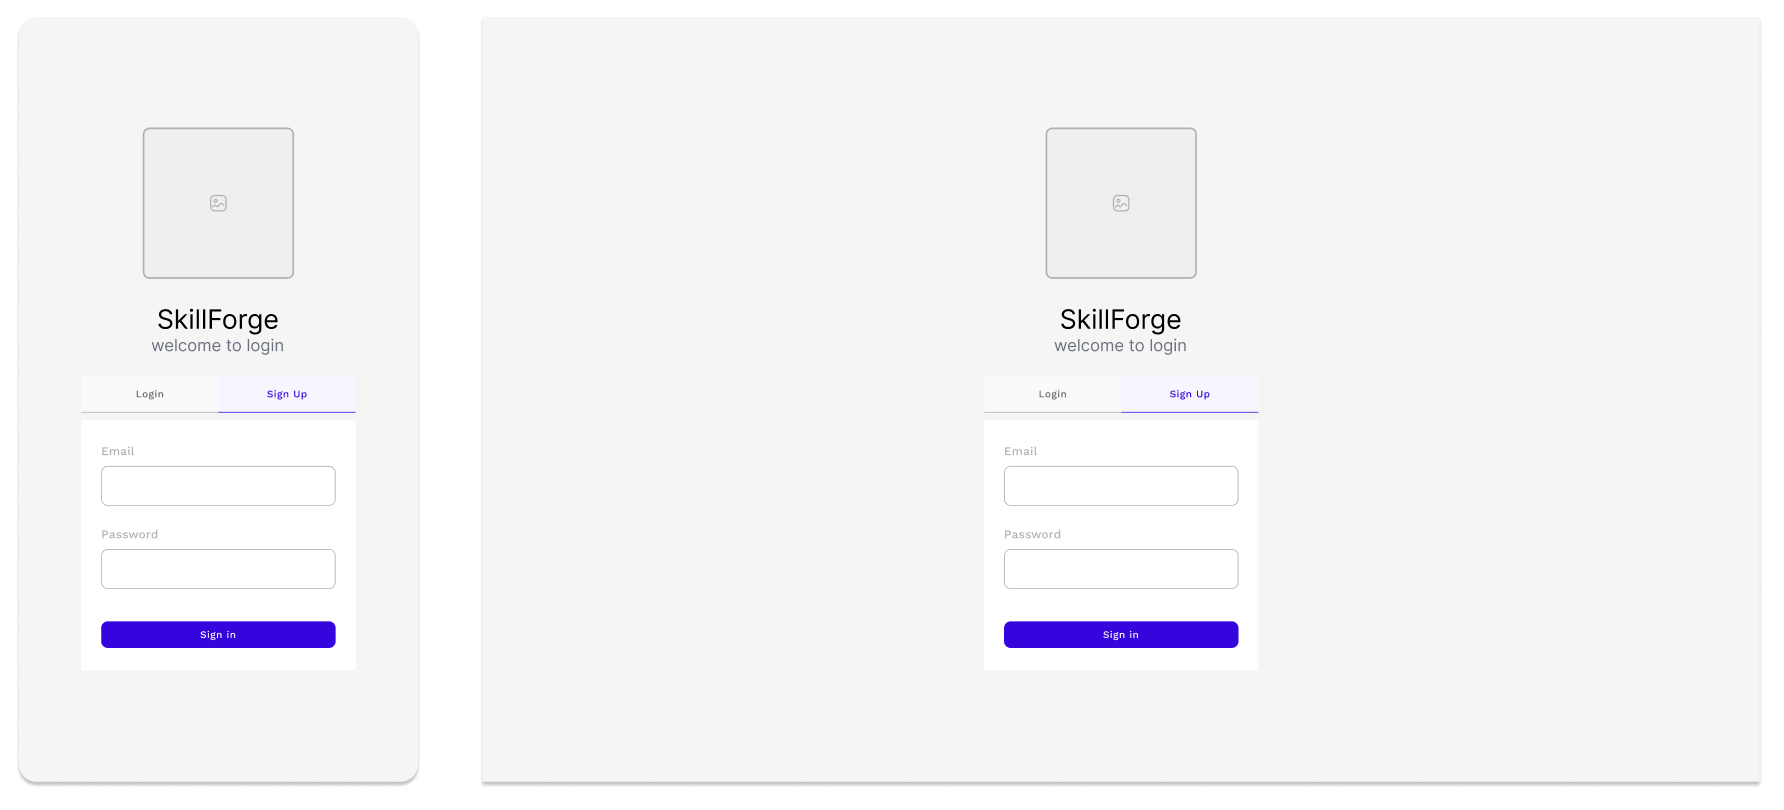 SkillForge
welcome to login
Login
Sign Up
Email
Password
Sign in
SkillForge
welcome to login
Login
Sign Up
Email
Password
Sign in